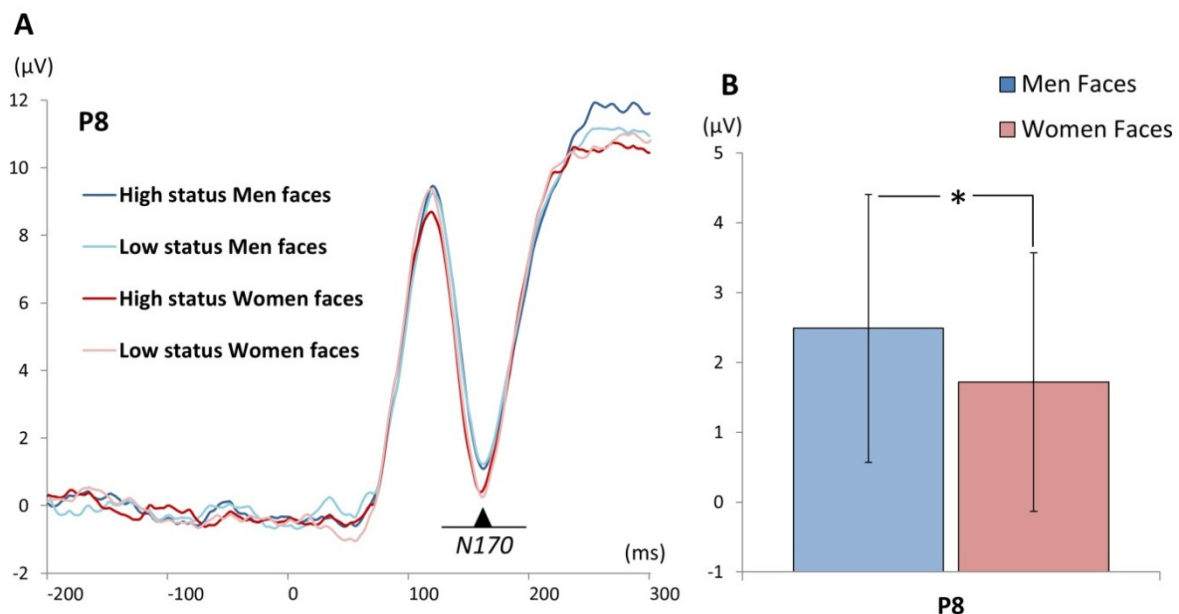 A
(μV)
12
10
8
6
4
2
0
-2
P8
High status Men faces
Low status Men faces
High status Women faces
Low status Women faces
N170
(ms)
-200
-100
0
100
200
300
B
Men Faces
Women Faces
(μV)
5
4
3
2
1
0
-1
*
P8